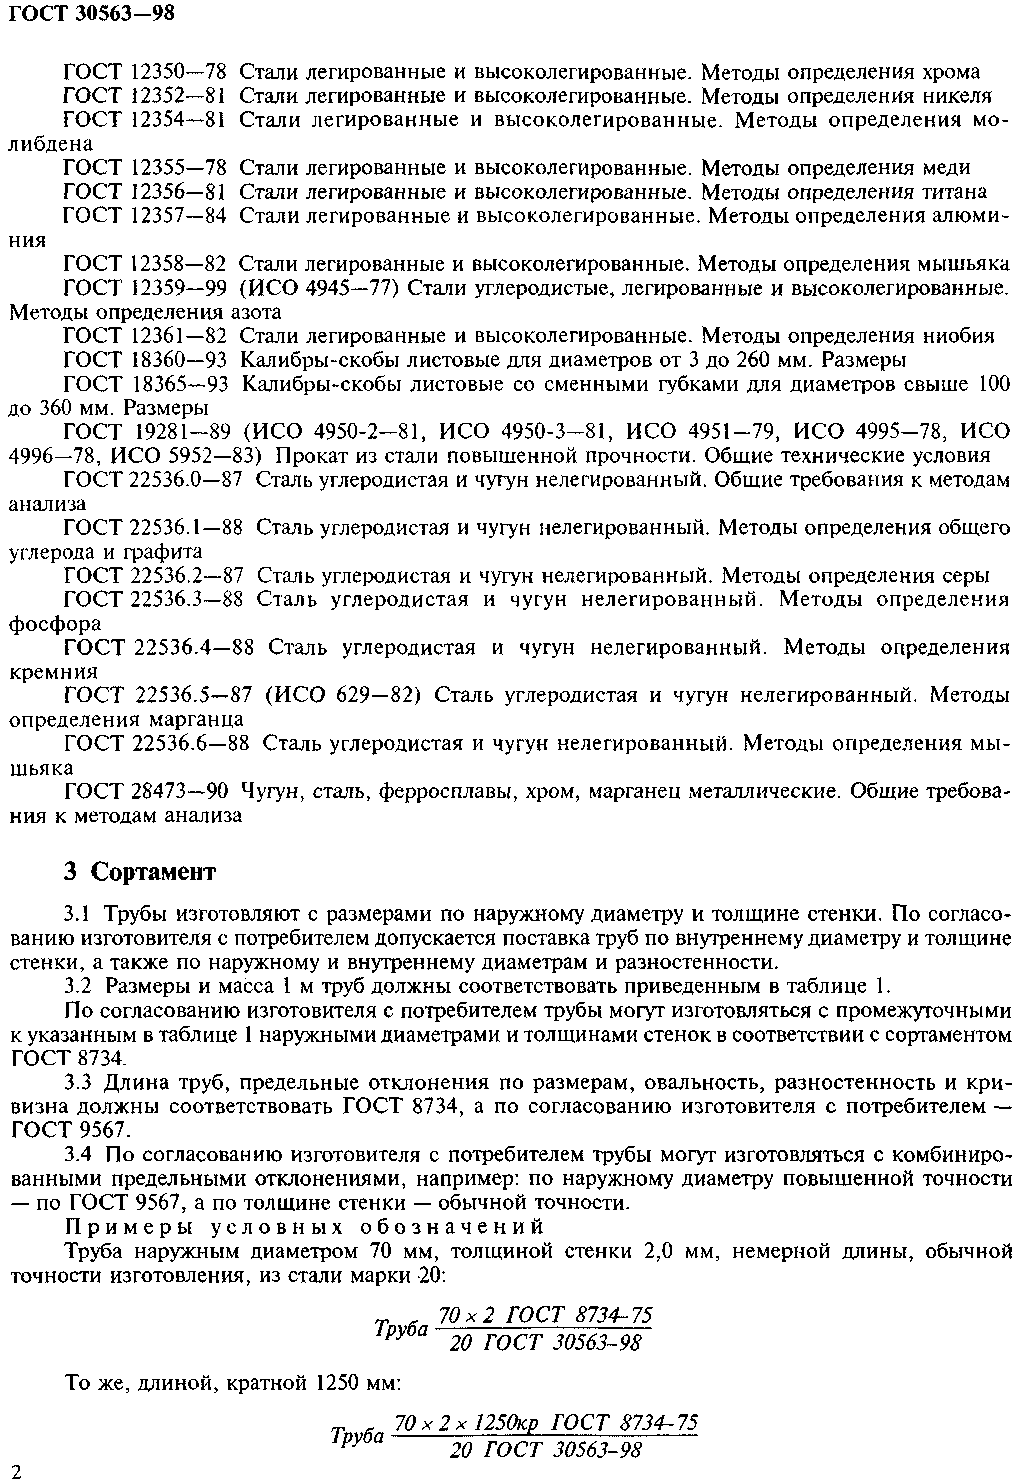 ГОСТ 30563—98
ГОСТ 12350—78 Стали легированные и высоколегированные. Методы определения хрома
ГОСТ 12352—81 Стали легированные и высоколегированные. Методы определения никеля
ГОСТ 12354—81 Стали легированные и высоколегированные. Методы определения мо-
либдена
ГОСТ 12355—78 Стали легированные и высоколегированные. Методы определения меди
ГОСТ 12356—81 Стали легированные и высоколегированные. Методы определения титана
ГОСТ 12357—84 Стали легированные и высоколегированные. Методы определения алюми-
ния
ГОСТ 12358—82 Стали легированные и высоколегированные. Методы определения мышьяка
ГОСТ 12359—99 (ИСО 4945—77) Стали углеродистые, легированные и высоколегированные.
Методы определения азота
ГОСТ 12361—82 Стали легированные и высоколегированные. Методы определения ниобия
ГОСТ 18360—93 Калибры-скобы листовые для диаметров от 3 до 260 мм. Размеры
ГОСТ 18365—93 Калибры-скобы листовые со сменными губками для диаметров свыше 100
до 360 мм. Размеры
ГОСТ 19281—89 (ИСО 4950-2—81, ИСО 4950-3—81, ИСО 4951—79, ИСО 4995—78, ИСО
4996—78, ИСО 5952—83) Прокат из стали повышенной прочности. Общие технические условия
ГОСТ 22536.0—87 Сталь углеродистая и чугун нелегированный. Общие требования к методам
анализа
ГОСТ 22536.1—88 Сталь углеродистая и чугун нелегированный. Методы определения общего
углерода и графита
ГОСТ 22536.2—87 Сталь углеродистая и чугун нелегированный. Методы определения серы
ГОСТ 22536.3—88 Сталь углеродистая и чугун нелегированный. Методы определения
фосфора
ГОСТ 22536.4—88 Сталь углеродистая и чугун нелегированный. Методы определения
кремния
ГОСТ 22536.5—87 (ИСО 629—82) Сталь углеродистая и чугун нелегированный. Методы
определения марганца
ГОСТ 22536.6—88 Сталь углеродистая и чугун нелегированный. Методы определения мы-
шьяка
ГОСТ 28473—90 Чугун, сталь, ферросплавы, хром, марганец металлические. Общие требова-
ния к методам анализа
3 Сортамент
3.1 Трубы изготовляют с размерами по наружному диаметру и толщине стенки. По согласо-
ванию изготовителя с потребителем допускается поставка труб по внутреннему диаметру и толщине
стенки, а также по наружному и внутреннему диаметрам и разностенности.
3.2 Размеры и масса 1 м труб должны соответствовать приведенным в таблице 1.
По согласованию изготовителя с потребителем трубы могут изготовляться с промежуточными
к указанным в таблице 1 наружными диаметрами и толщинами стенок в соответствии с сортаментом
ГОСТ 8734.
3.3 Длина труб, предельные отклонения по размерам, овальность, разностенность и кри-
визна должны соответствовать ГОСТ 8734, а по согласованию изготовителя с потребителем —
ГОСТ 9567.
3.4 По согласованию изготовителя с потребителем трубы могут изготовляться с комбиниро-
ванными предельными отклонениями, например: по наружному диаметру повышенной точности
— по ГОСТ 9567, а по толщине стенки — обычной точности.
Примеры условных обозначений
Труба наружным диаметром 70 мм, толщиной стенки 2,0 мм, немерной длины, обычной
точности изготовления, из стали марки 20:
70 × 2 ГОСТ 8734-75
Труба
20 ГОСТ 30563-98
То же, длиной, кратной 1250 мм:
70 × 2 × 1250кр ГОСТ 8734-75
Труба
20 ГОСТ 30563-98
2